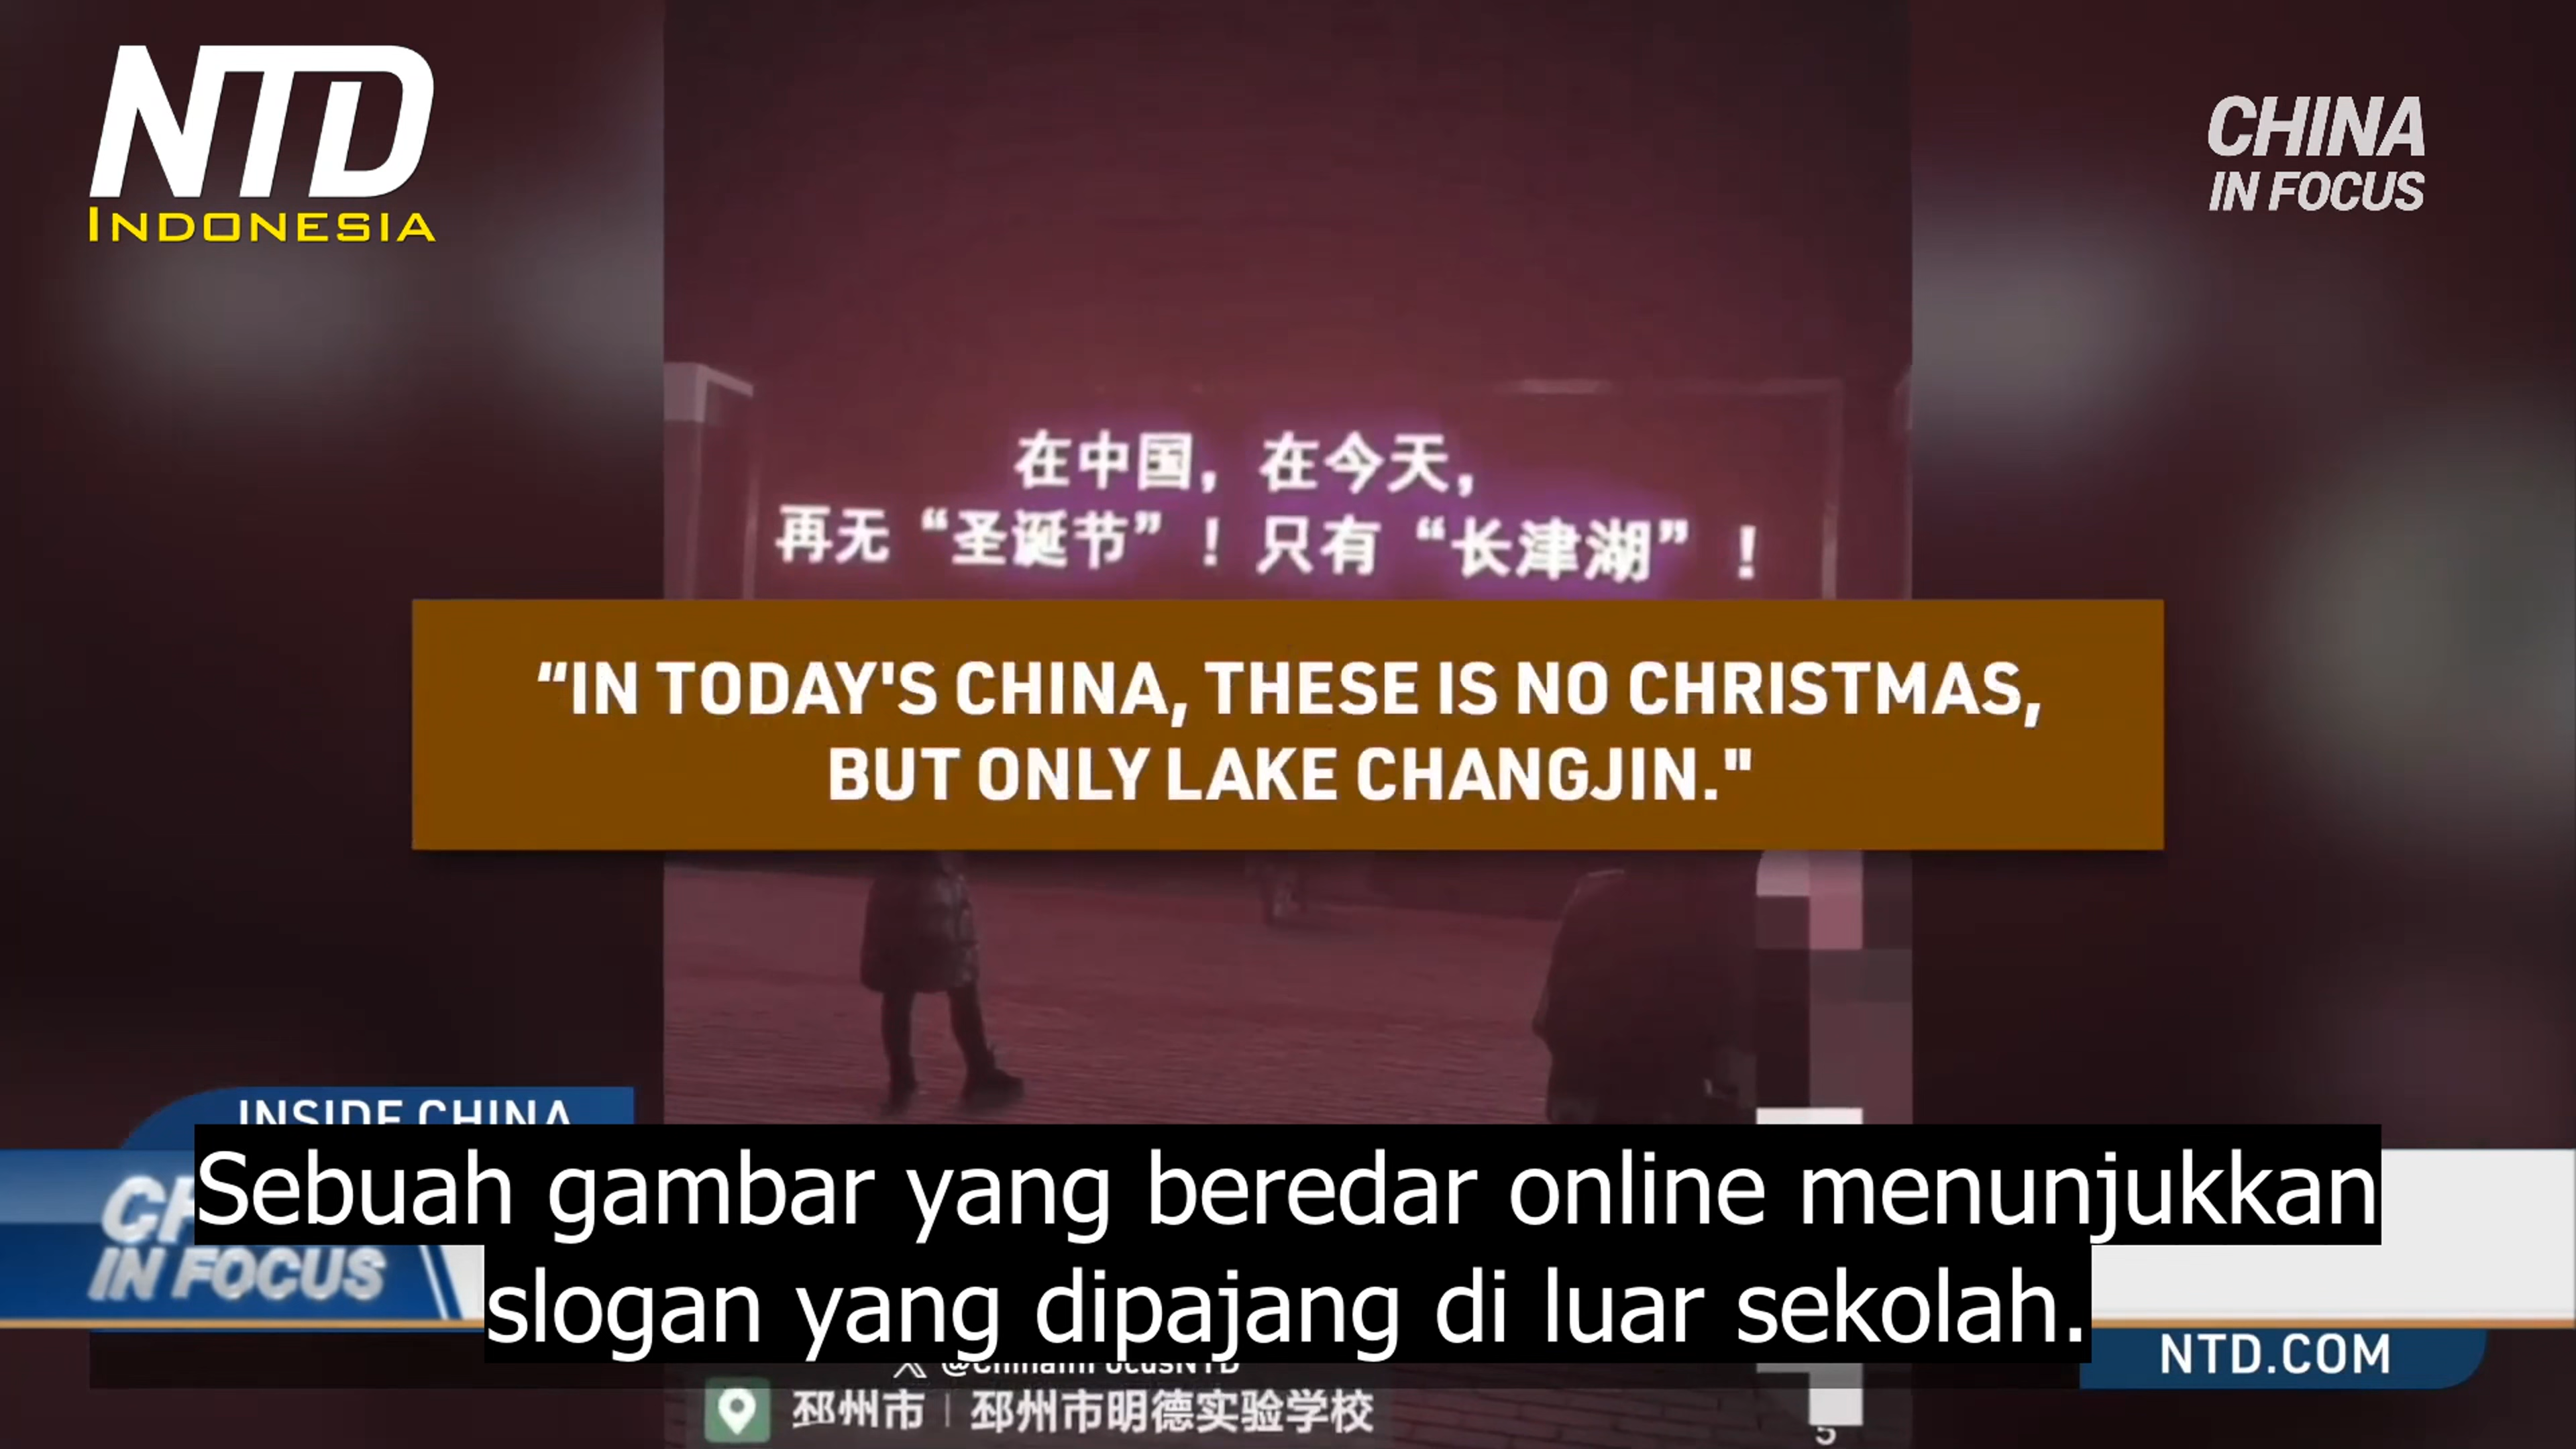 NTD
INDONESIA
CHINA
IN FOCUS
在中国，在今天，
再无“圣诞节”！只有“长津湖”！
“IN TODAY'S CHINA, THESE IS NO CHRISTMAS,
BUT ONLY LAKE CHANGJIN."
INSIDE CHINA
Sebuah gambar yang beredar online menunjukkan
IN FOCUS
slogan yang dipajang di luar sekolah.
NTD.COM
@ChinaInFocusNTD
邳州市 | 邳州市明德实验学校
5